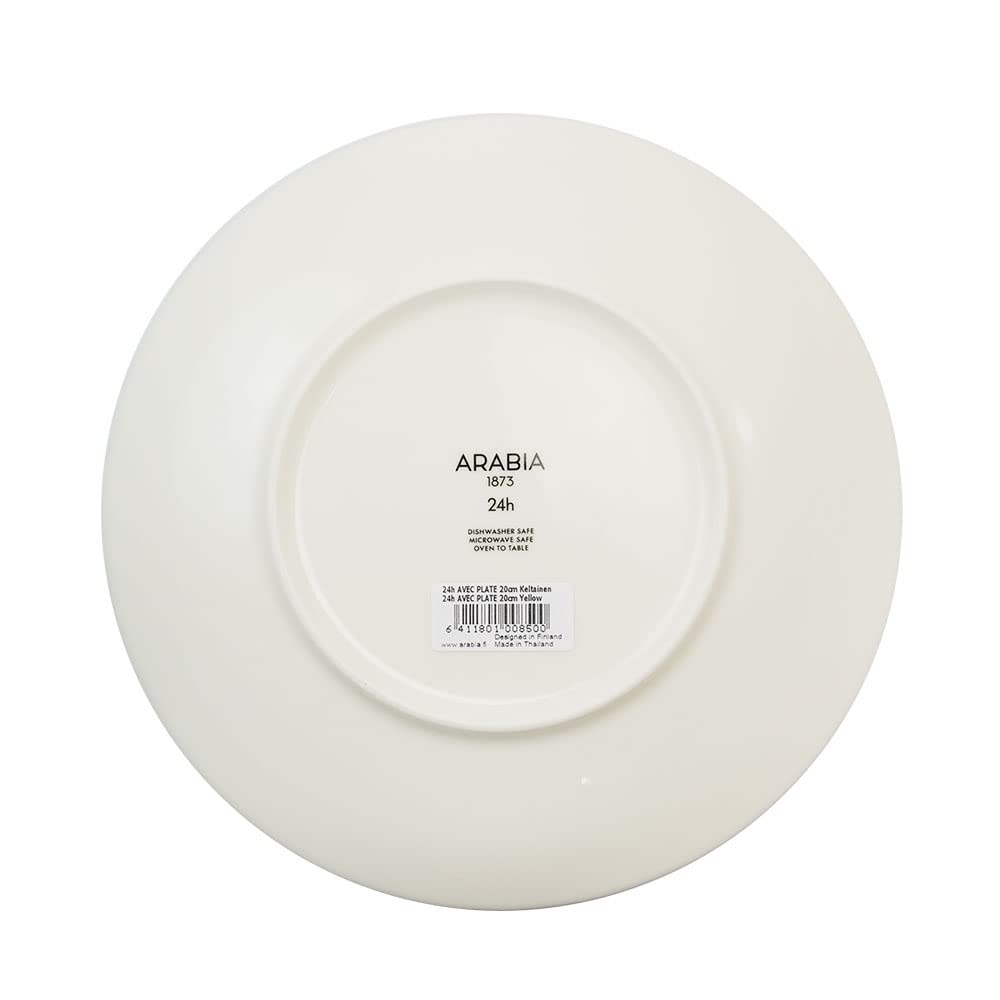 ARABIA
1873
24h
DISHWASHER SAFE
MICROWAVE SAFE
OVEN TO TABLE
24h AVEC PLATE 20cm Keltainen
24h AVEC PLATE 20cm Yellow
6 411801 008500
Designed in Finland
www.arabia.fi Made in Thailand